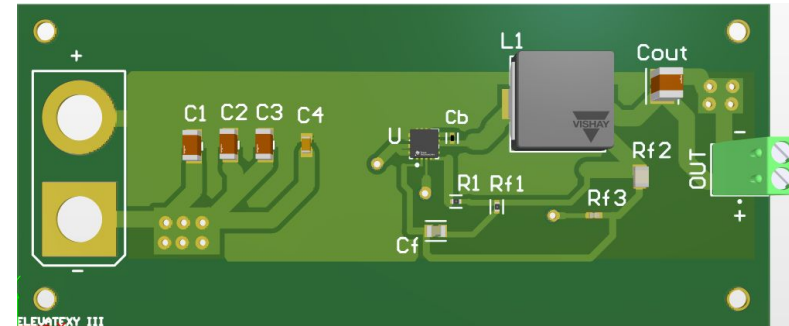 +
C1 C2 C3 C4
-
U
Cb
L1
VISHAY
Cout
Rf2
R1 Rf1
Rf3
Cf
-
OUT
+
ELEVATEXY III